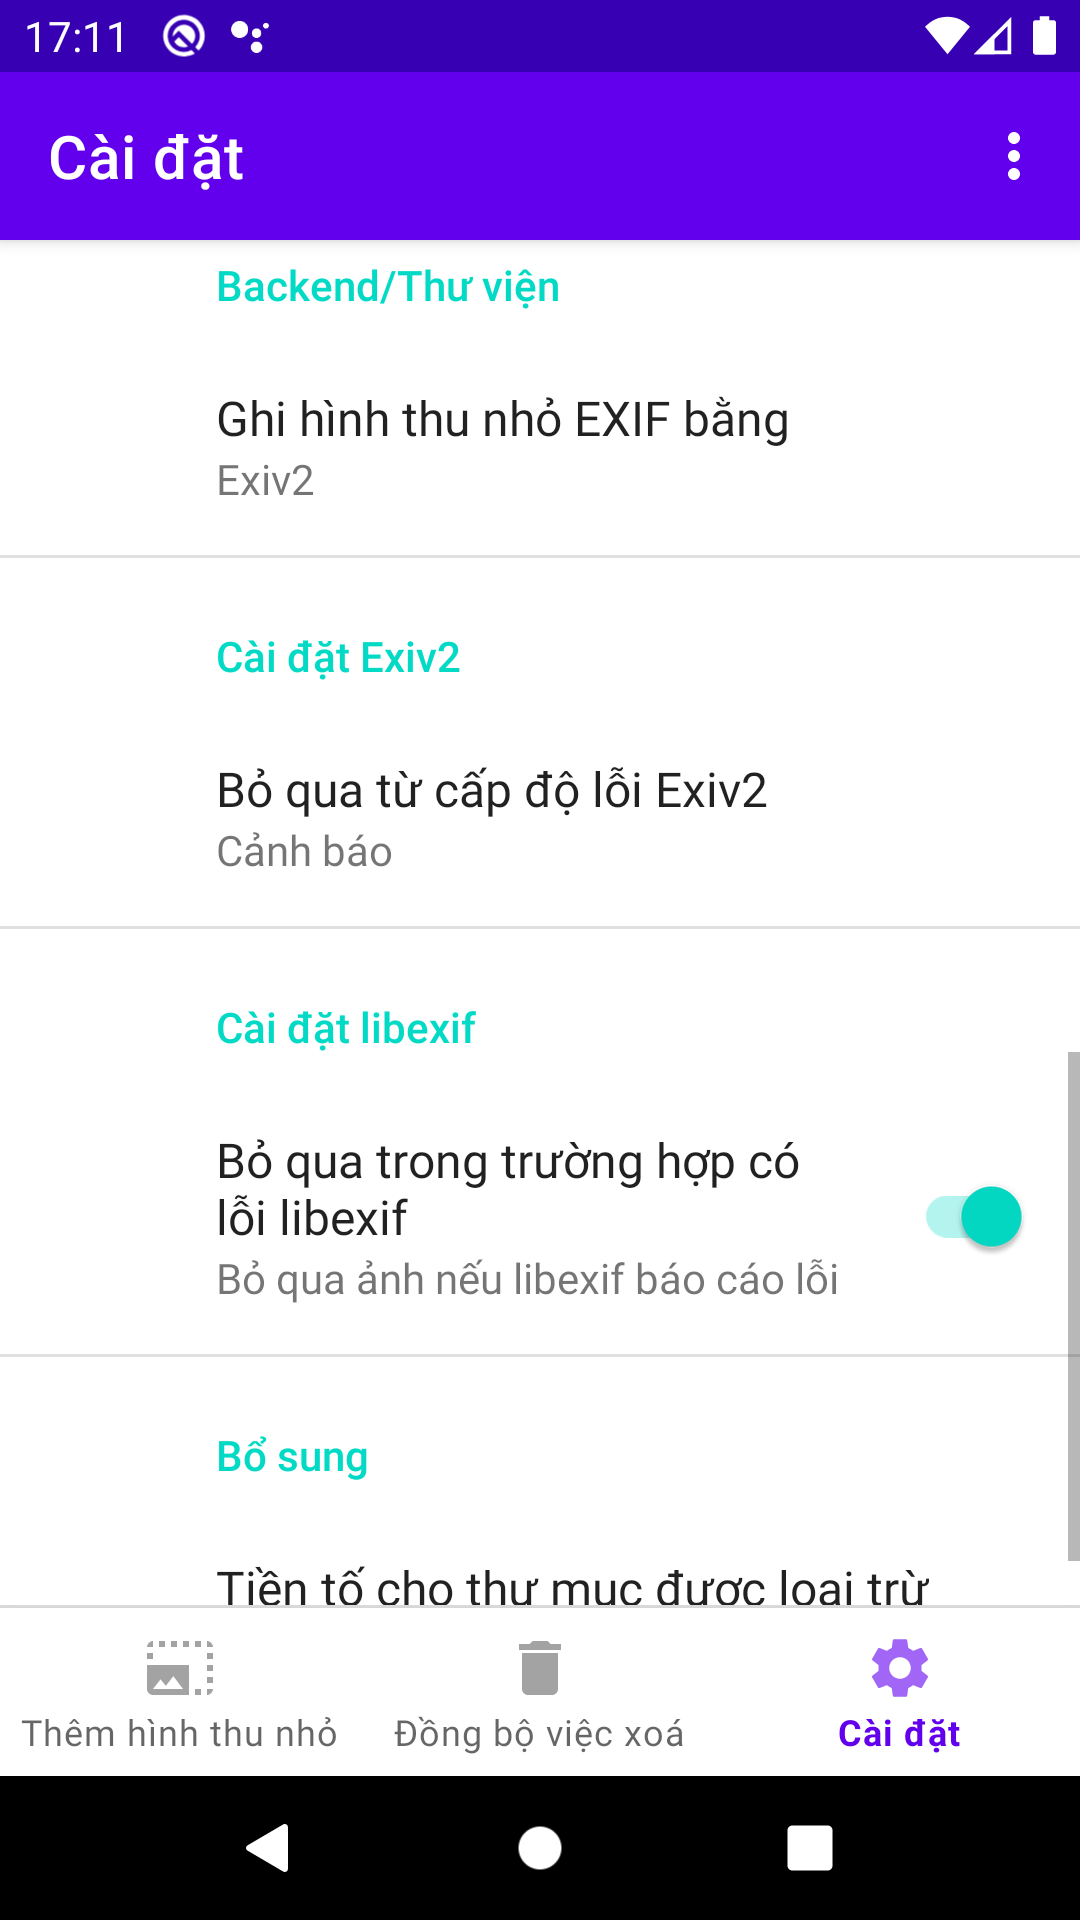 17:11
Cài đặt
Backend/Thư viện
Ghi hình thu nhỏ EXIF bằng
Exiv2
Cài đặt Exiv2
Bỏ qua từ cấp độ lỗi Exiv2
Cảnh báo
Cài đặt libexif
Bỏ qua trong trường hợp có
lỗi libexif
Bỏ qua ảnh nếu libexif báo cáo lỗi
Bổ sung
Tiền tố cho thư mục được loại trừ
Thêm hình thu nhỏ
Đồng bộ việc xoá
Cài đặt